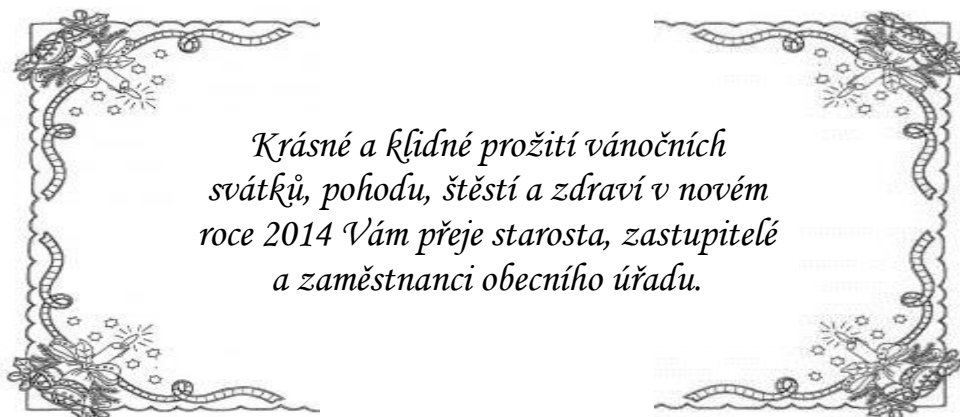 Krásné a klidné prožití vánočních
svátků, pohodu, štěstí a zdraví v novém
roce 2014 Vám přeje starosta, zastupitelé
a zaměstnanci obecního úřadu.